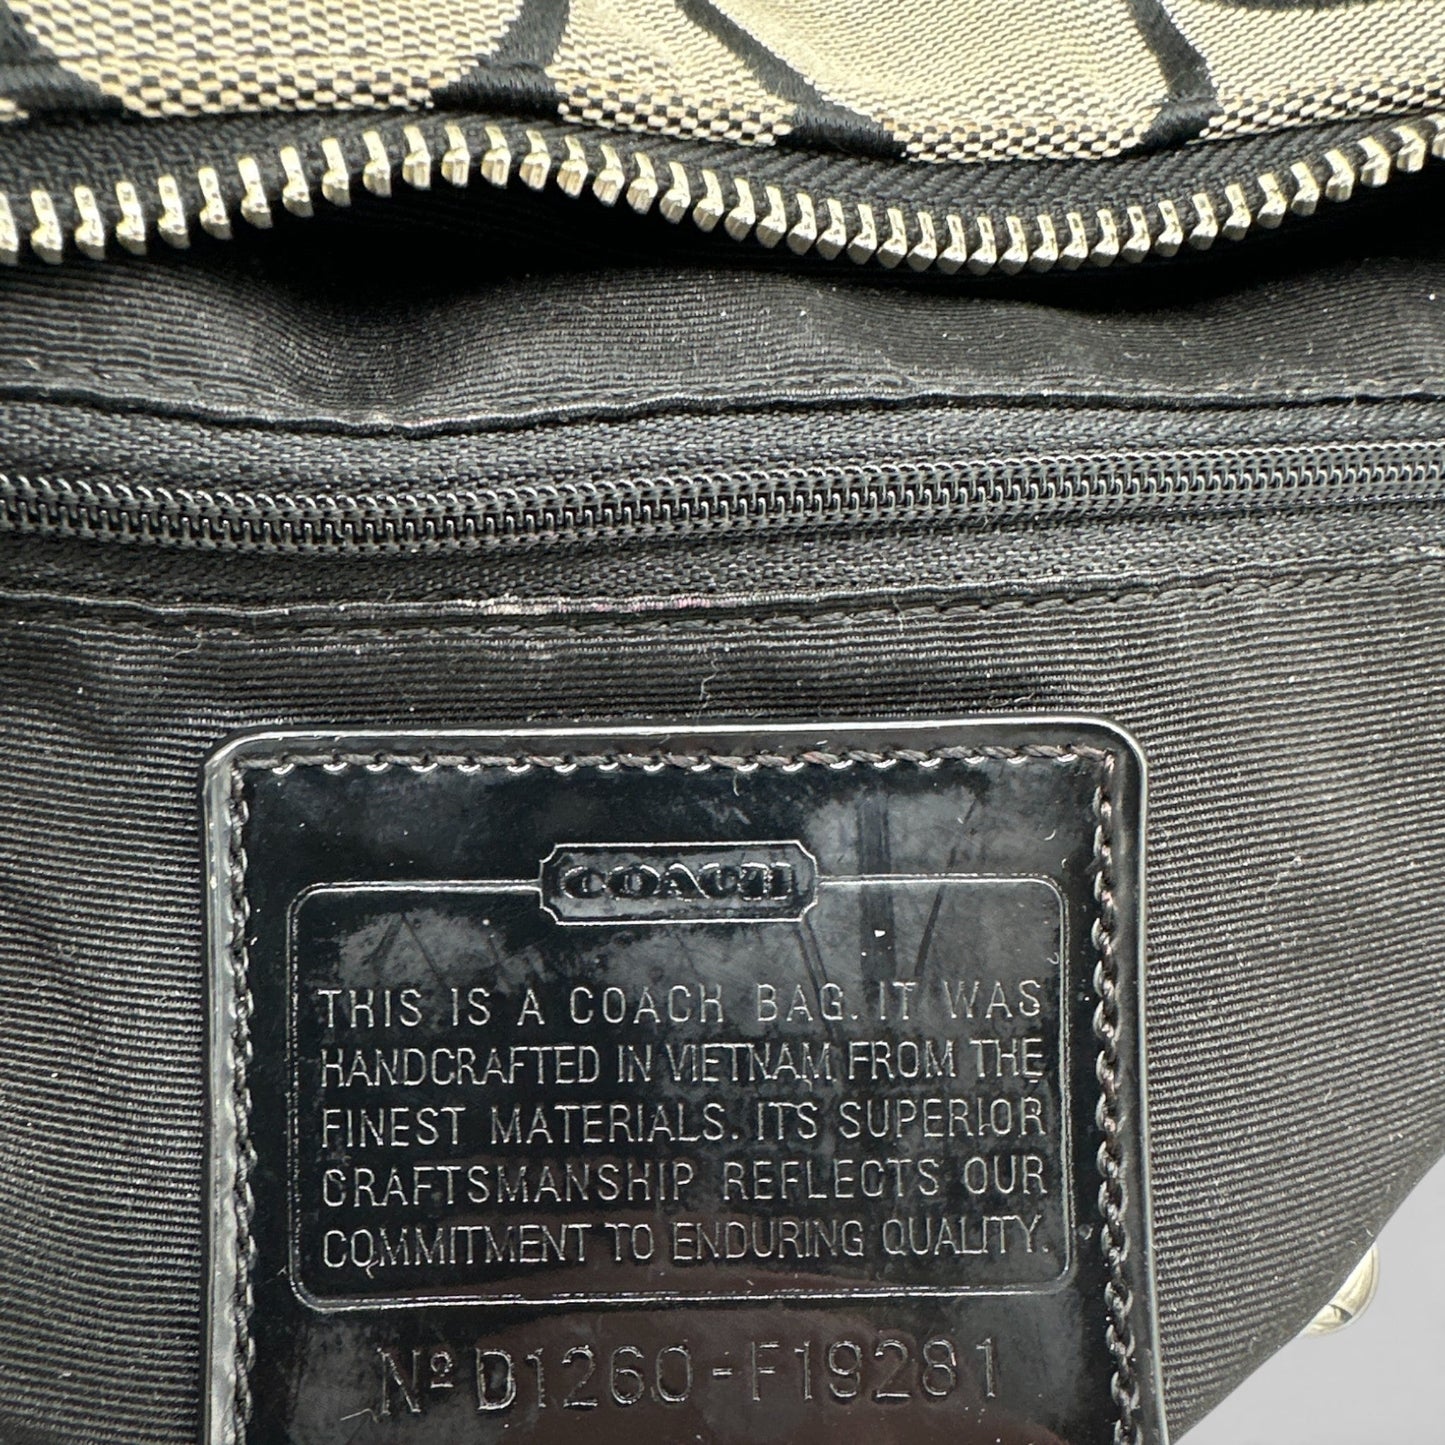 COACH
THIS IS A COACH BAG. IT WAS
HANDCRAFTED IN VIETNAM FROM THE
FINEST MATERIALS. ITS SUPERIOR
CRAFTSMANSHIP REFLECTS OUR
COMMITMENT TO ENDURING QUALITY.
Nº D1260-F19281